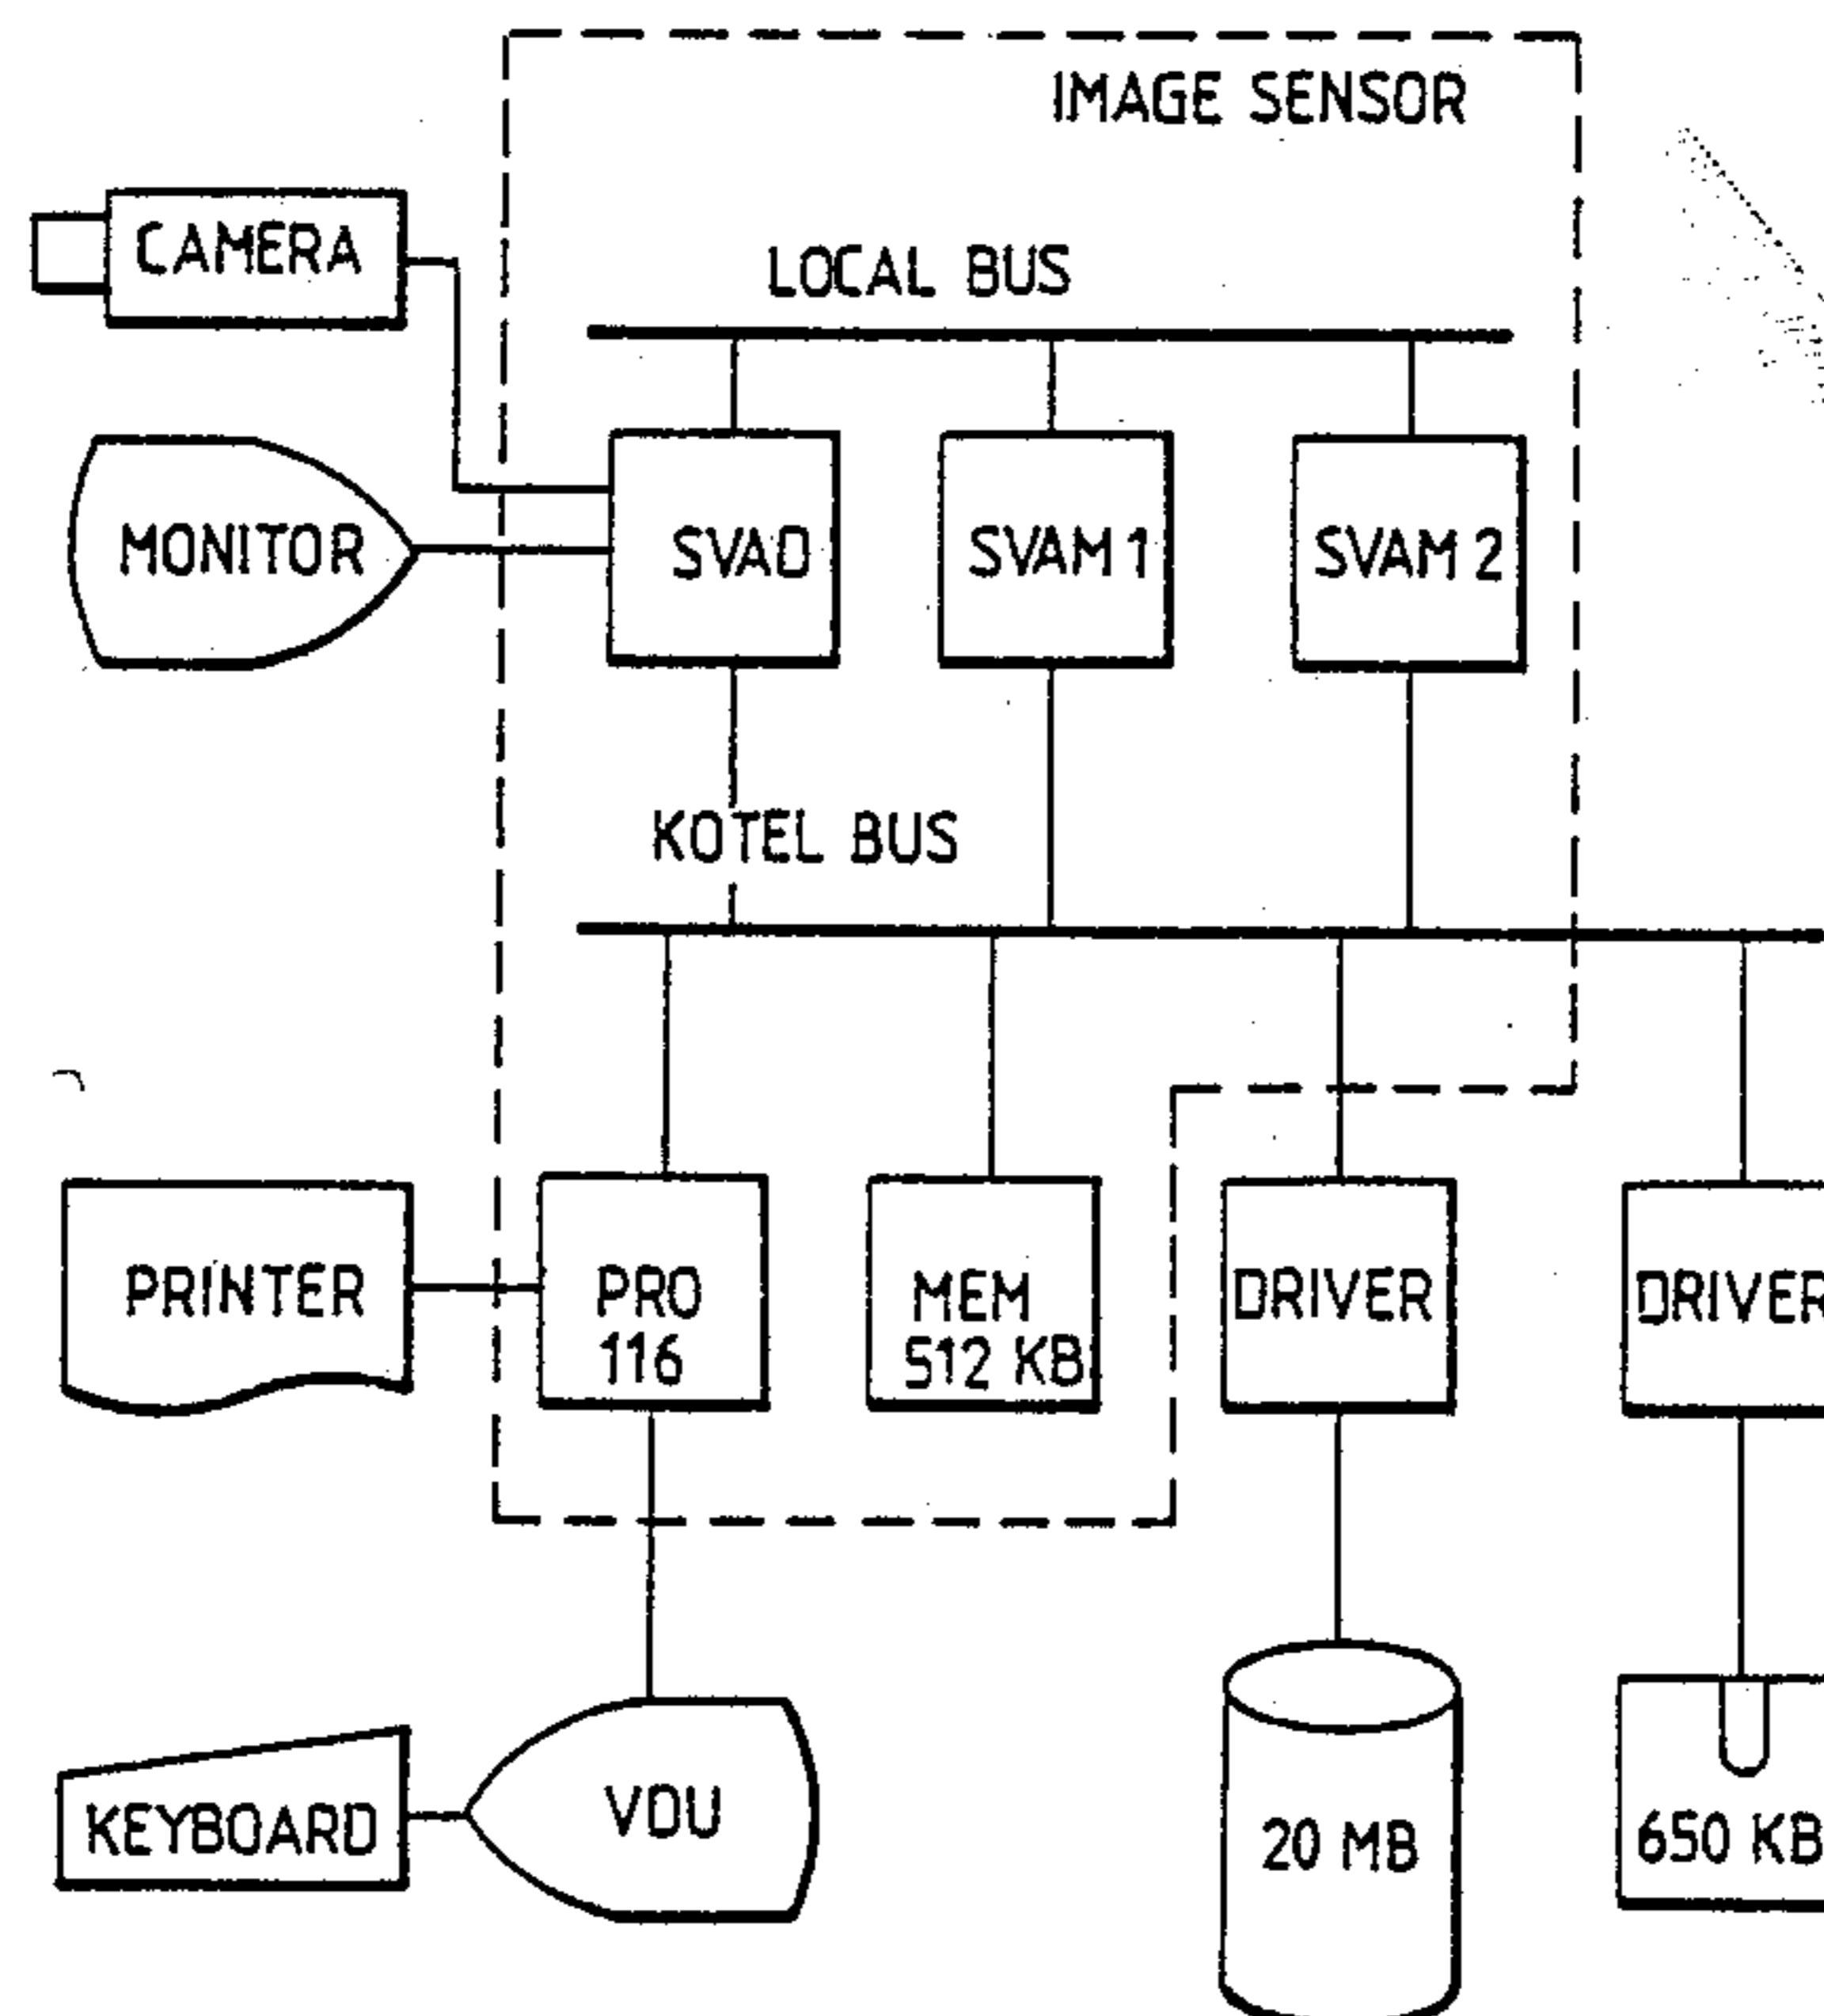 IMAGE SENSOR
CAMERA
LOCAL BUS
MONITOR
SVAD
SVAM 1
SVAM 2
KOTEL BUS
PRINTER
PRO
116
MEM
512 KB
DRIVER
DRIVER
KEYBOARD
VDU
20 MB
650 KB